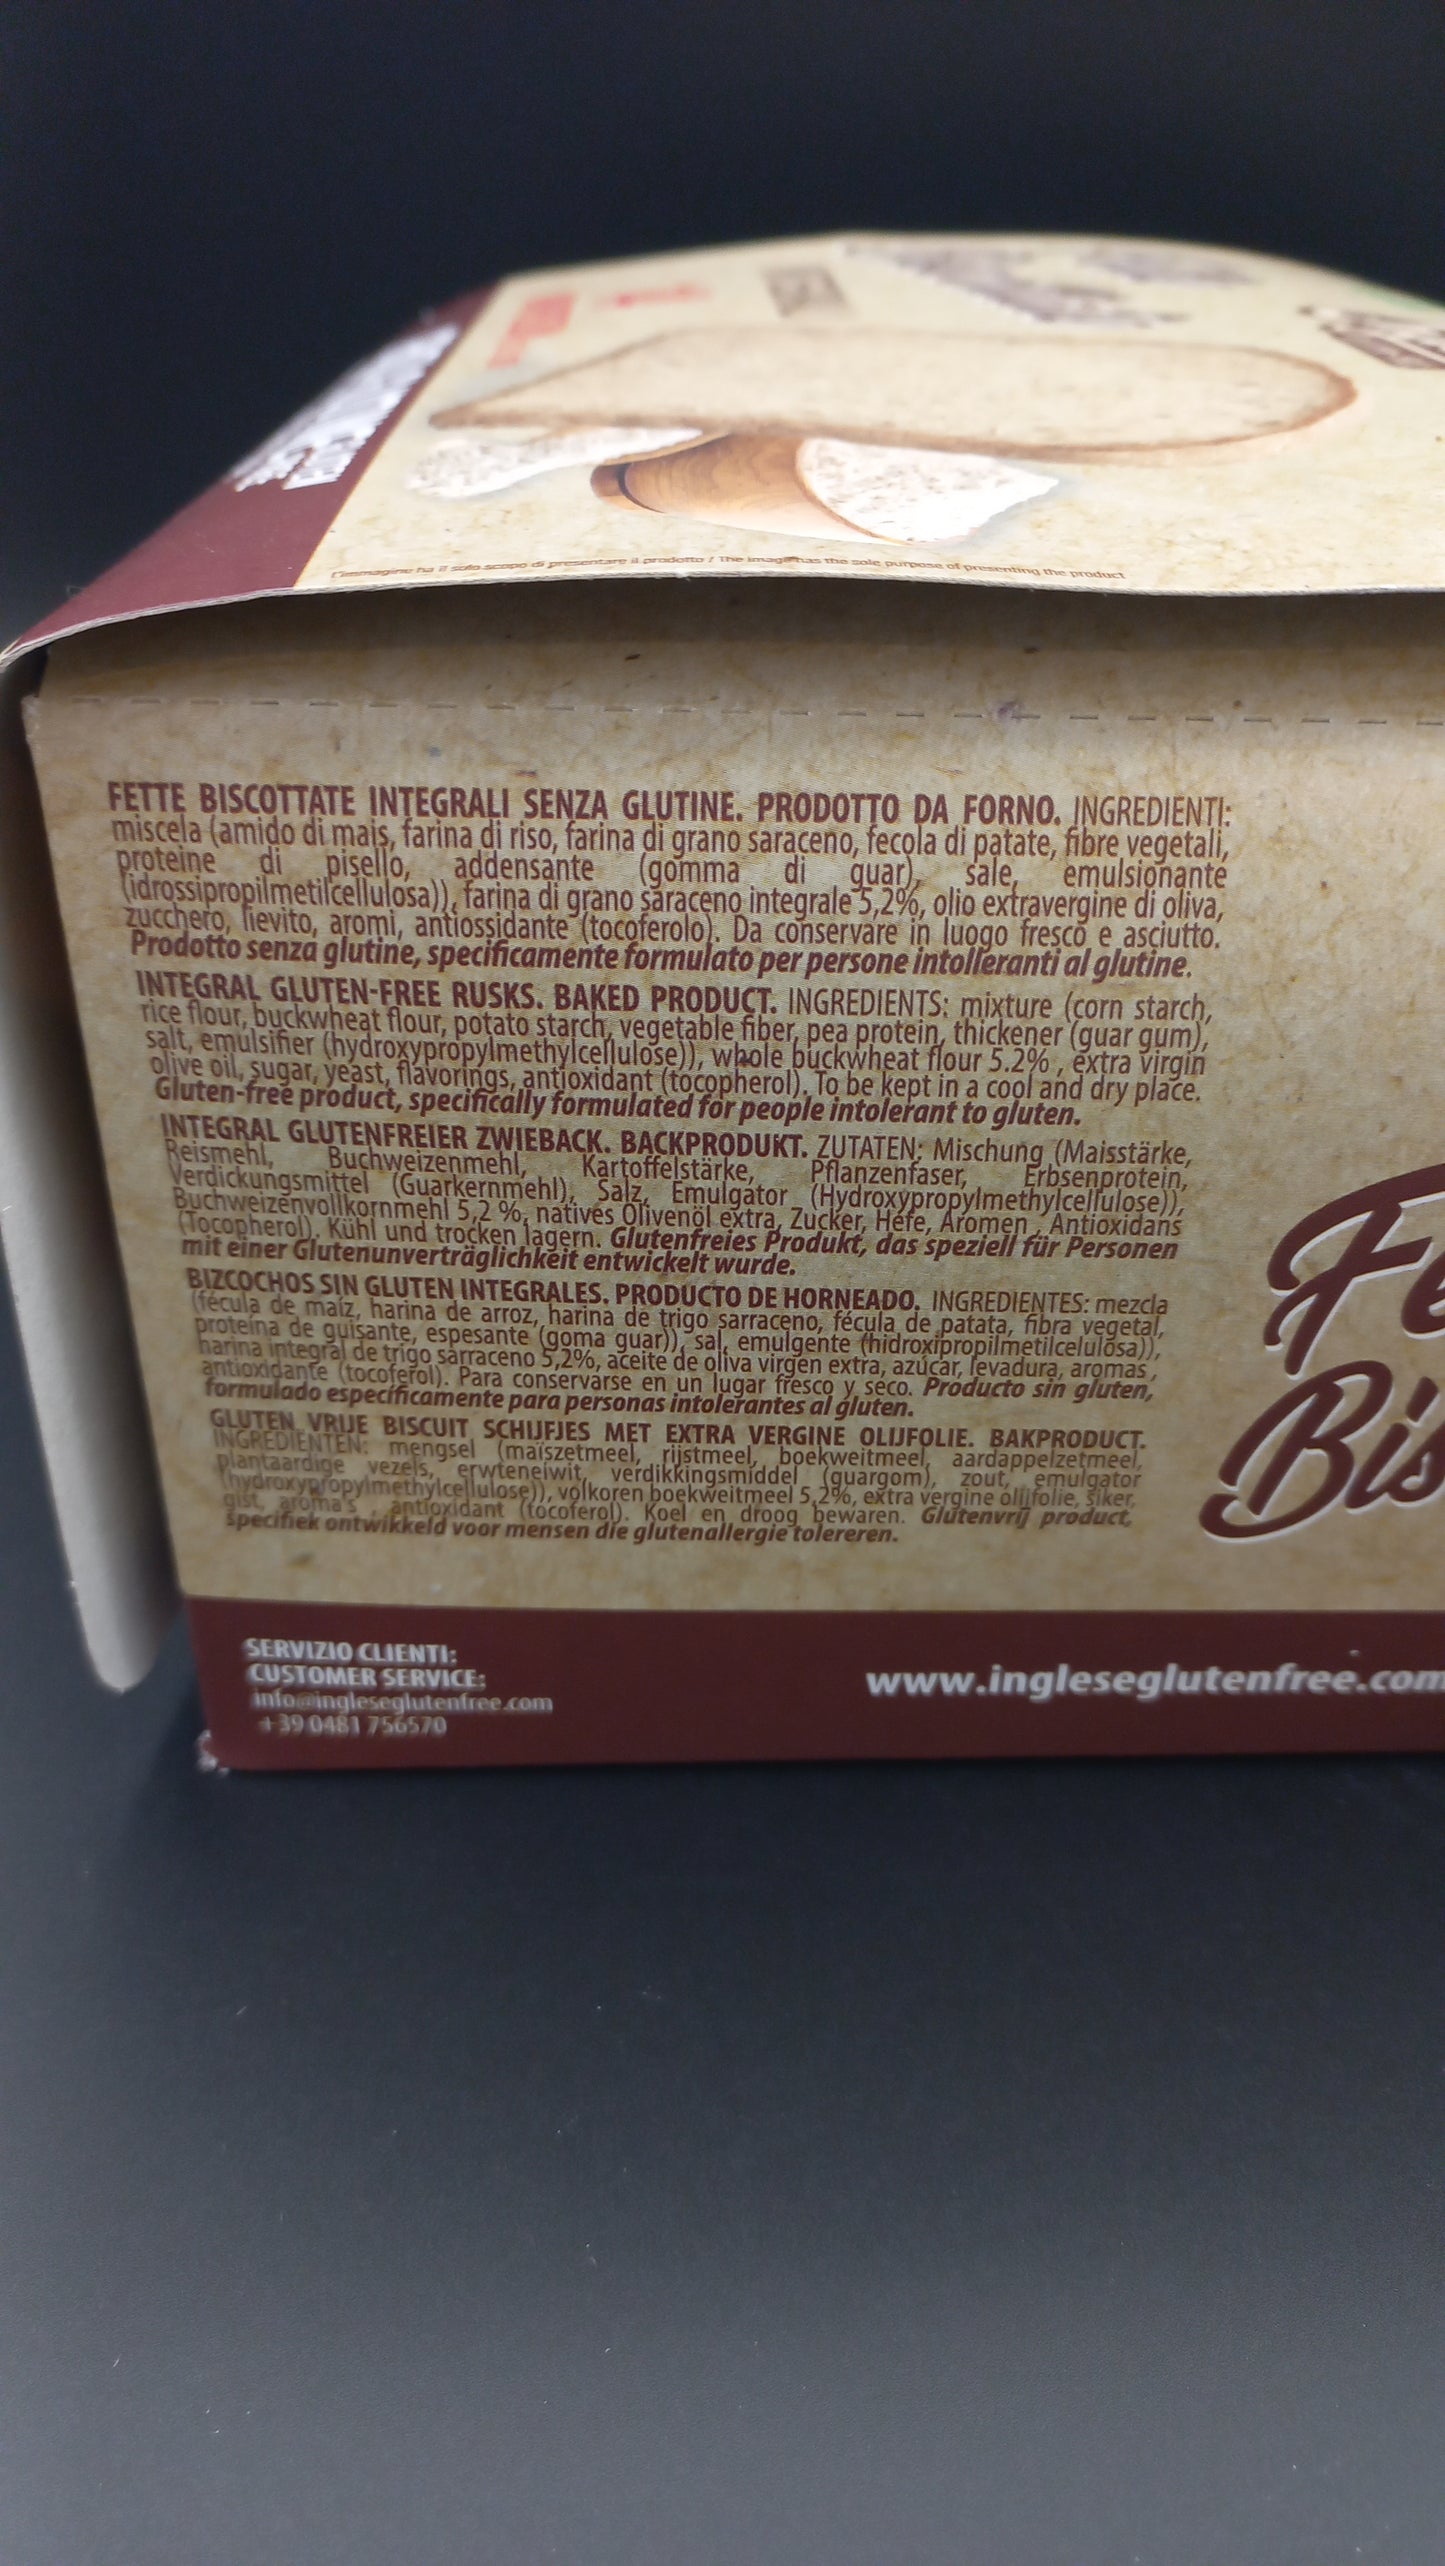 L'immagine ha il solo scopo di presentare il prodotto / The image has the sole purpose of presenting the product
FETTE BISCOTTATE INTEGRALI SENZA GLUTINE. PRODOTTO DA FORNO. INGREDIENTI:
miscela (amido di mais, farina di riso, farina di grano saraceno, fecola di patate, fibre vegetali,
proteine di pisello, addensante (gomma di guar), sale, emulsionante
(idrossipropilmetilcellulosa)), farina di grano saraceno integrale 5,2%, olio extravergine di oliva,
zucchero, lievito, aromi, antiossidante (tocoferolo). Da conservare in luogo fresco e asciutto.
Prodotto senza glutine, specificamente formulato per persone intolleranti al glutine.
INTEGRAL GLUTEN-FREE RUSKS. BAKED PRODUCT. INGREDIENTS: mixture (corn starch,
rice flour, buckwheat flour, potato starch, vegetable fiber, pea protein, thickener (guar gum),
salt, emulsifier (hydroxypropylmethylcellulose)), whole buckwheat flour 5.2% , extra virgin
olive oil, sugar, yeast, flavorings, antioxidant (tocopherol). To be kept in a cool and dry place.
Gluten-free product, specifically formulated for people intolerant to gluten.
INTEGRAL GLUTENFREIER ZWIEBACK. BACKPRODUKT. ZUTATEN: Mischung (Maisstärke,
Reismehl, Buchweizenmehl, Kartoffelstärke, Pflanzenfaser, Erbsenprotein,
Verdickungsmittel (Guarkernmehl), Salz, Emulgator (Hydroxypropylmethylcellulose)),
Buchweizenvollkornmehl 5,2 %, natives Olivenöl extra, Zucker, Hefe, Aromen , Antioxidans
(Tocopherol). Kühl und trocken lagern. Glutenfreies Produkt, das speziell für Personen
mit einer Glutenunverträglichkeit entwickelt wurde.
BIZCOCHOS SIN GLUTEN INTEGRALES. PRODUCTO DE HORNEADO. INGREDIENTES: mezcla
(fécula de maíz, harina de arroz, harina de trigo sarraceno, fécula de patata, fibra vegetal,
proteína de guisante, espesante (goma guar)), sal, emulgente (hidroxipropilmetilcelulosa)),
harina integral de trigo sarraceno 5,2%, aceite de oliva virgen extra, azúcar, levadura, aromas ,
antioxidante (tocoferol). Para conservarse en un lugar fresco y seco. Producto sin gluten,
formulado específicamente para personas intolerantes al gluten.
GLUTEN VRIJE BISCUIT SCHIJFJES MET EXTRA VERGINE OLIJFOLIE. BAKPRODUCT.
INGREDIENTEN: mengsel (maïszetmeel, rijstmeel, boekweitmeel, aardappelzetmeel,
plantaardige vezels, erwteneiwit, verdikkingsmiddel (guargom), zout, emulgator
(hydroxypropylmethylcellulose)), volkoren boekweitmeel 5,2%, extra vergine olijfolie, siker,
gist, aroma's , antioxidant (tocoferol). Koel en droog bewaren. Glutenvrij product,
specifiek ontwikkeld voor mensen die glutenallergie tolereren.
Fe
Bis
SERVIZIO CLIENTI:
CUSTOMER SERVICE:
info@ingleseglutenfree.com
+39 0481 756570
www.ingleseglutenfree.com